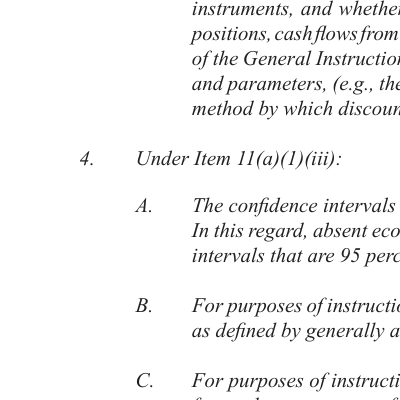 instruments, and whether
positions, cash flows from
of the General Instruction
and parameters, (e.g., the
method by which discoun
4. Under Item 11(a)(1)(iii):
A. The confidence intervals
In this regard, absent eco
intervals that are 95 perc
B. For purposes of instructio
as defined by generally a
C. For purposes of instructi